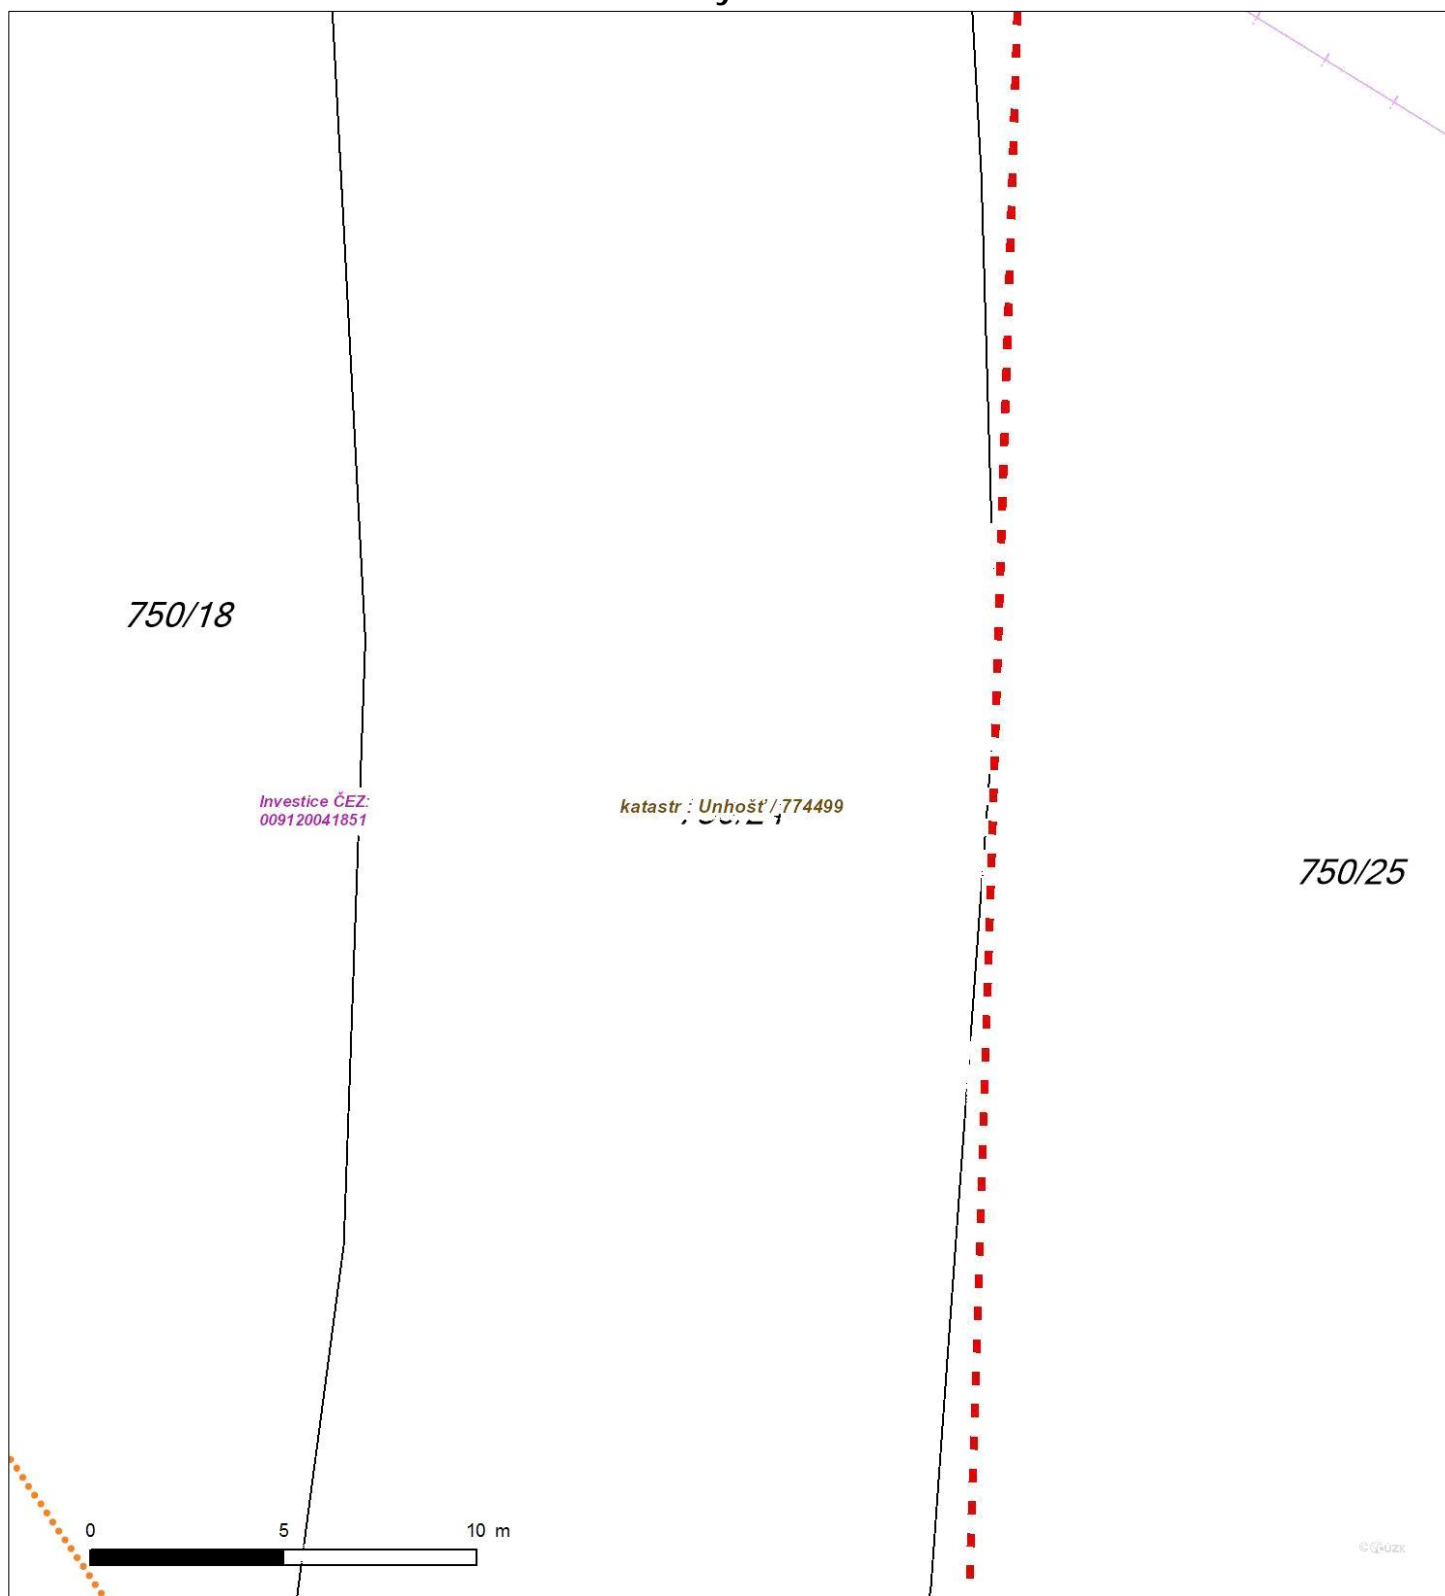 750/18
Investice ČEZ:
009120041851
katastr : Unhošť / 774499
750/25
0 5 10 m